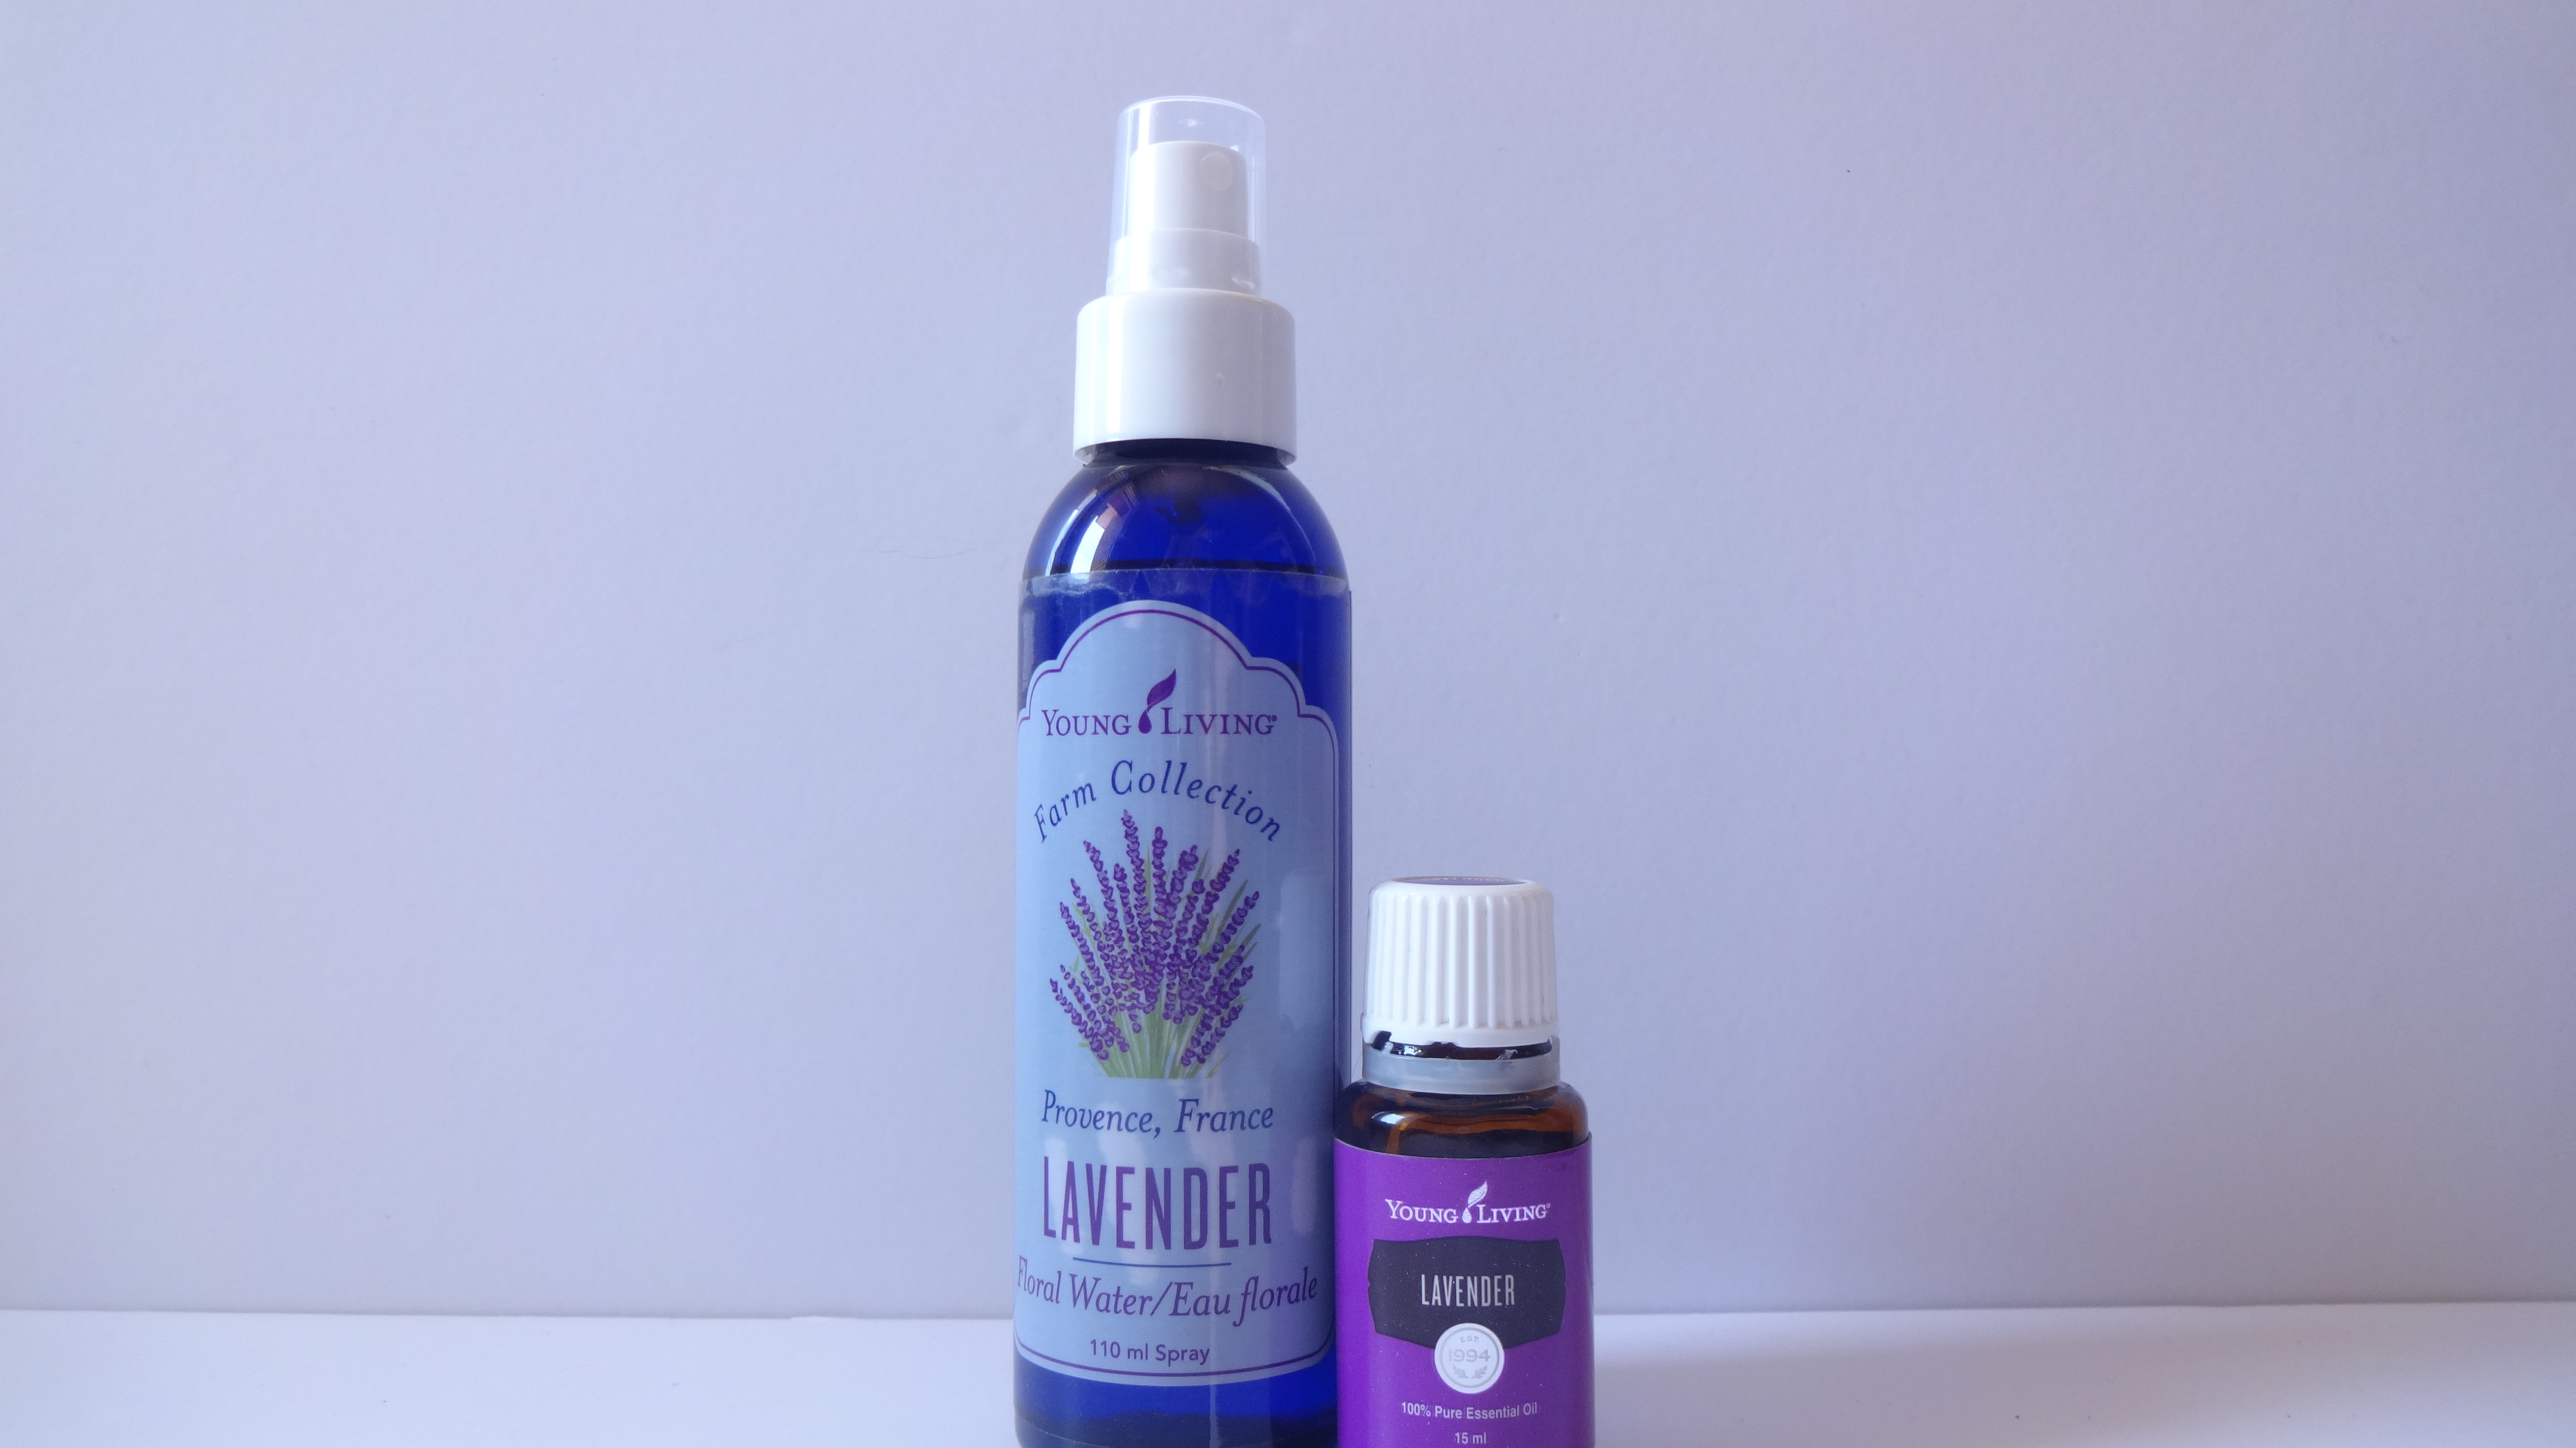 YOUNG LIVING®
Farm Collection
Provence, France
LAVENDER
Floral Water/Eau florale
110 ml Spray
YOUNG LIVING®
LAVENDER
EST.
1994
100% Pure Essential Oil
15 ml